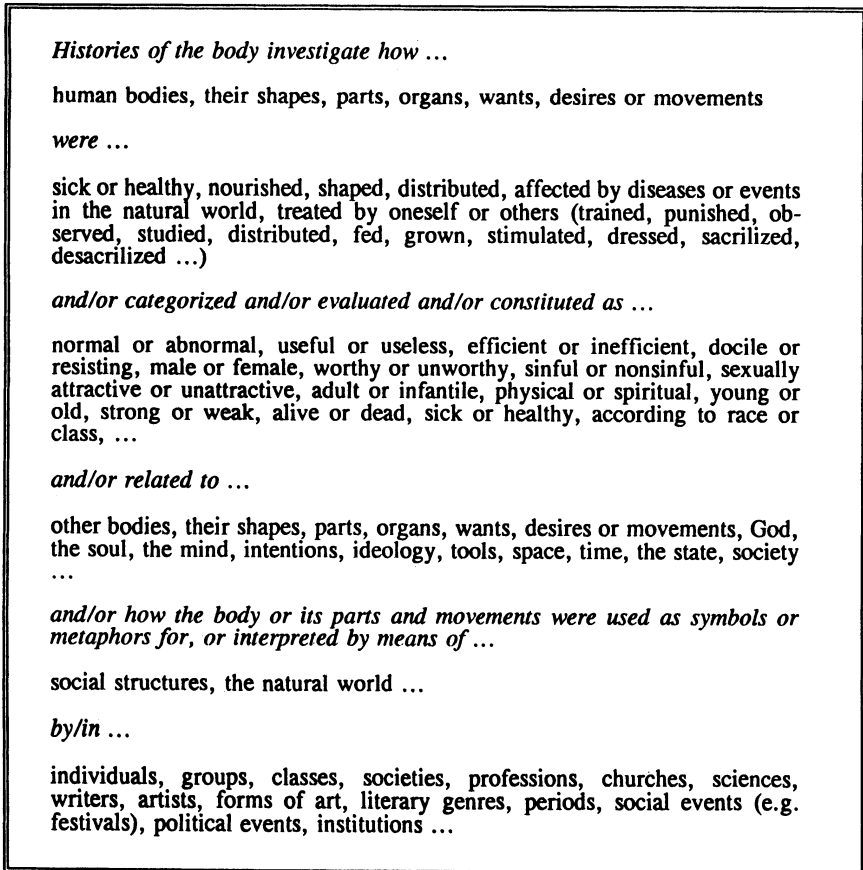 Histories of the body investigate how ...
human bodies, their shapes, parts, organs, wants, desires or movements
were ...
sick or healthy, nourished, shaped, distributed, affected by diseases or events
in the natural world, treated by oneself or others (trained, punished, ob-
served, studied, distributed, fed, grown, stimulated, dressed, sacrilized,
desacrilized ...)
and/or categorized and/or evaluated and/or constituted as ...
normal or abnormal, useful or useless, efficient or inefficient, docile or
resisting, male or female, worthy or unworthy, sinful or nonsinful, sexually
attractive or unattractive, adult or infantile, physical or spiritual, young or
old, strong or weak, alive or dead, sick or healthy, according to race or
class, ...
and/or related to ...
other bodies, their shapes, parts, organs, wants, desires or movements, God,
the soul, the mind, intentions, ideology, tools, space, time, the state, society
...
and/or how the body or its parts and movements were used as symbols or
metaphors for, or interpreted by means of ...
social structures, the natural world ...
by/in ...
individuals, groups, classes, societies, professions, churches, sciences,
writers, artists, forms of art, literary genres, periods, social events (e.g.
festivals), political events, institutions ...